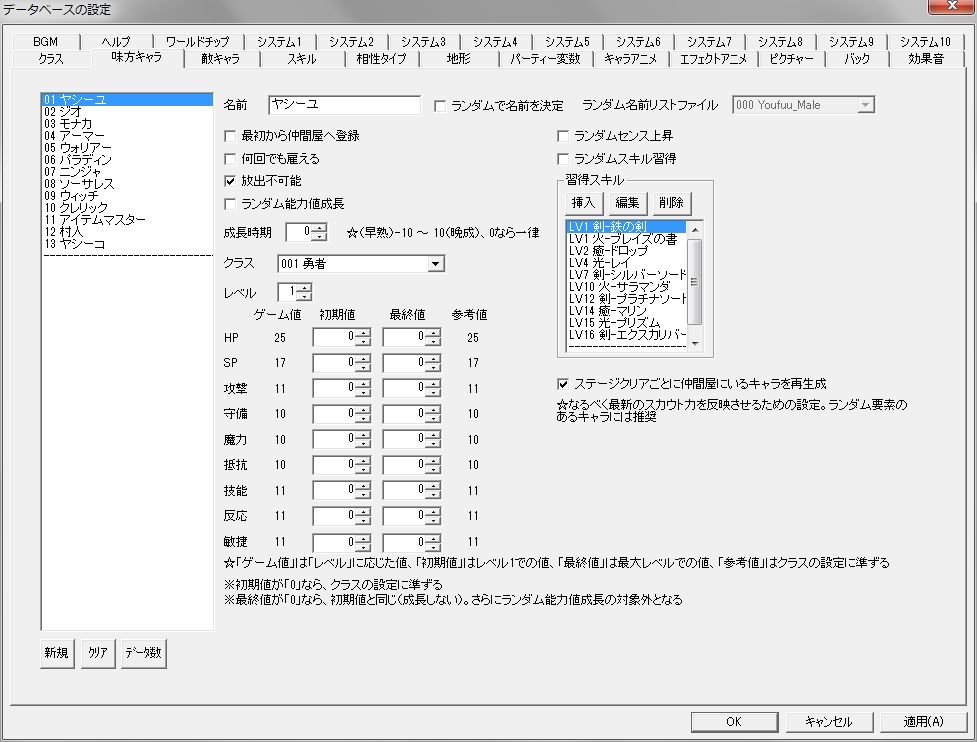 データベースの設定
BGM ヘルプ ワールドチップ システム1 システム2 システム3 システム4 システム5 システム6 システム7 システム8 システム9 システム10
クラス 味方キャラ 敵キャラ スキル 相性タイプ 地形 パーティー変数 キャラアニメ エフェクトアニメ ピクチャー バック 効果音
01 ヤシーユ
02 ジオ
03 モナカ
04 アーマー
05 ウォリアー
06 パラディン
07 ニンジャ
08 ソーサレス
09 ウィッチ
10 クレリック
11 アイテムマスター
12 村人
13 ヤシーコ
新規 クリア データ数
名前 ヤシーユ ランダムで名前を決定 ランダム名前リストファイル 000 Youfuu_Male
最初から仲間屋へ登録
何回でも雇える
放出不可能
ランダム能力値成長
成長時期 0 ☆(早熟)-10 ～ 10(晩成)、0なら一律
クラス 001 勇者
レベル 1
ゲーム値 初期値 最終値 参考値
HP 25 0 0 25
SP 17 0 0 17
攻撃 11 0 0 11
守備 10 0 0 10
魔力 10 0 0 10
抵抗 10 0 0 10
技能 11 0 0 11
反応 11 0 0 11
敏捷 11 0 0 11
☆「ゲーム値」は「レベル」に応じた値、「初期値」はレベル1での値、「最終値」は最大レベルでの値、「参考値」はクラスの設定に準ずる
※初期値が「0」なら、クラスの設定に準ずる
※最終値が「0」なら、初期値と同じ(成長しない)。さらにランダム能力値成長の対象外となる
ランダムセンス上昇
ランダムスキル習得
習得スキル
挿入 編集 削除
LV1 剣-鉄の剣
LV1 火-ブレイズの書
LV2 癒-ドロップ
LV4 光-レイ
LV7 剣-シルバーソード
LV10 火-サラマンダ
LV12 剣-プラチナソード
LV14 癒-マリン
LV15 光-プリズム
LV16 剣-エクスカリバー
ステージクリアごとに仲間屋にいるキャラを再生成
☆なるべく最新のスカウト力を反映させるための設定。ランダム要素の
あるキャラには推奨
OK キャンセル 適用(A)